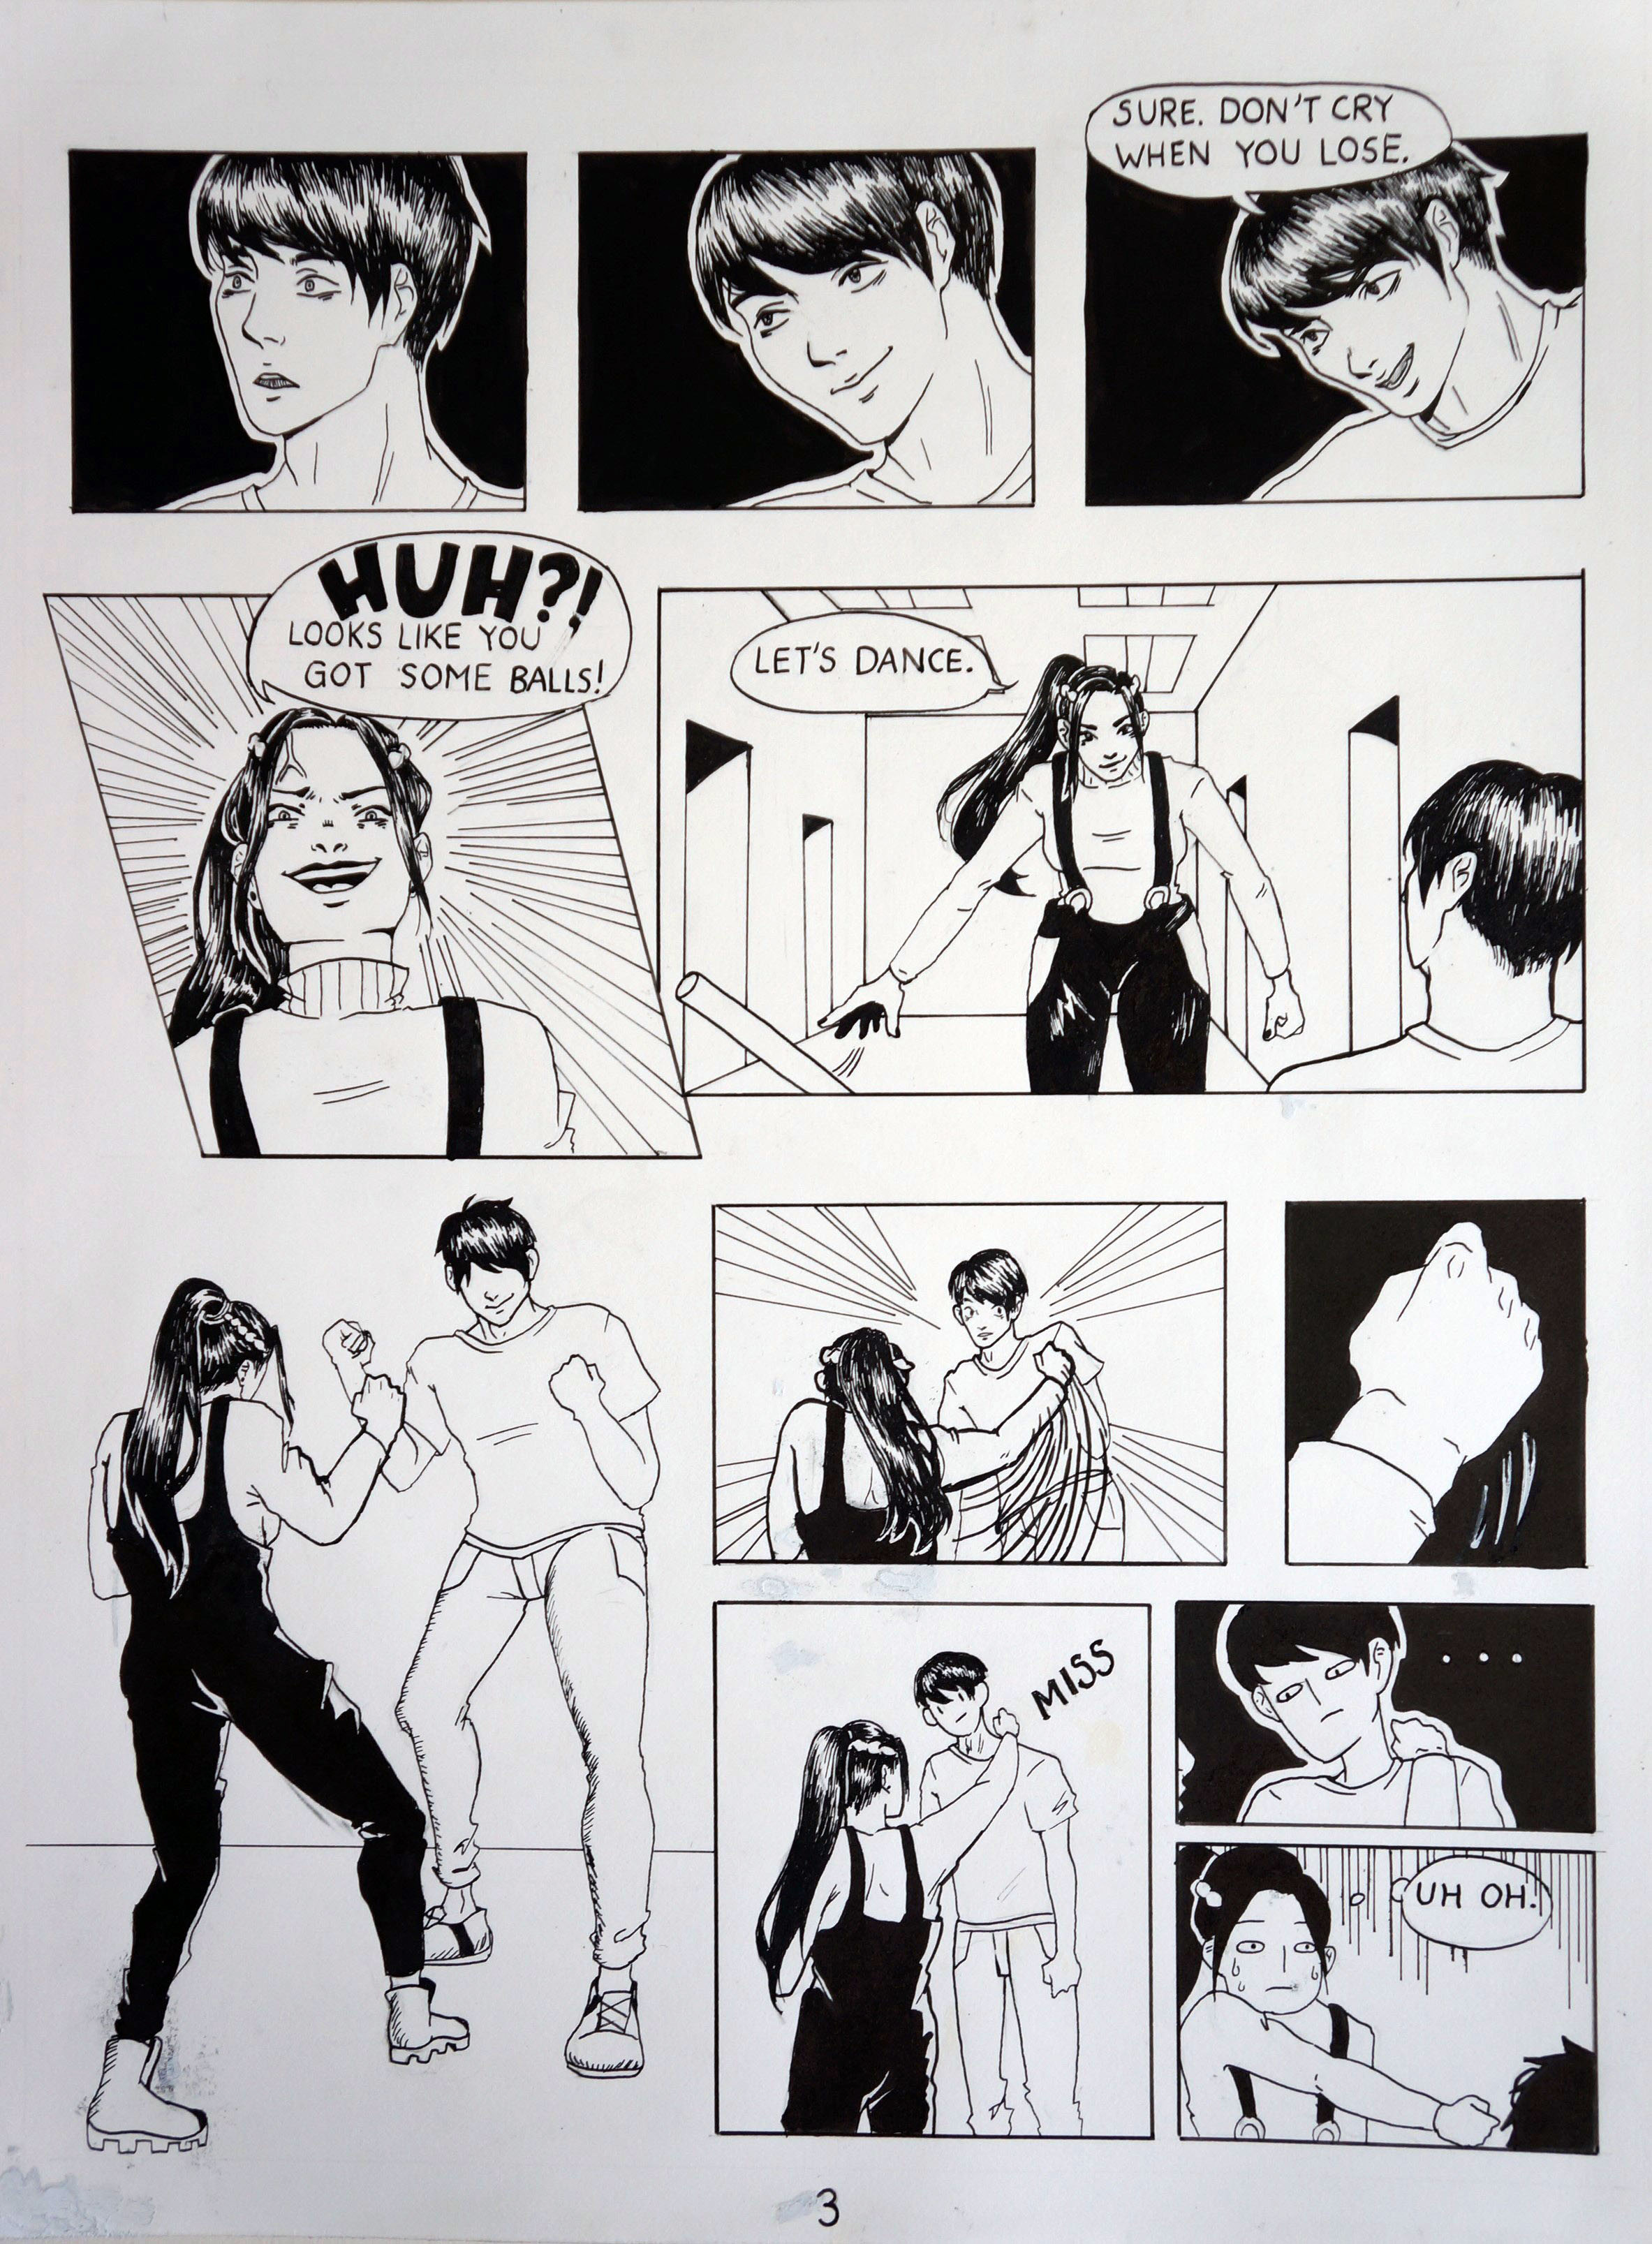 SURE. DON'T CRY
WHEN YOU LOSE.
HUH?!
LOOKS LIKE YOU
GOT SOME BALLS!
LET'S DANCE.
MISS
...
UH OH!
3